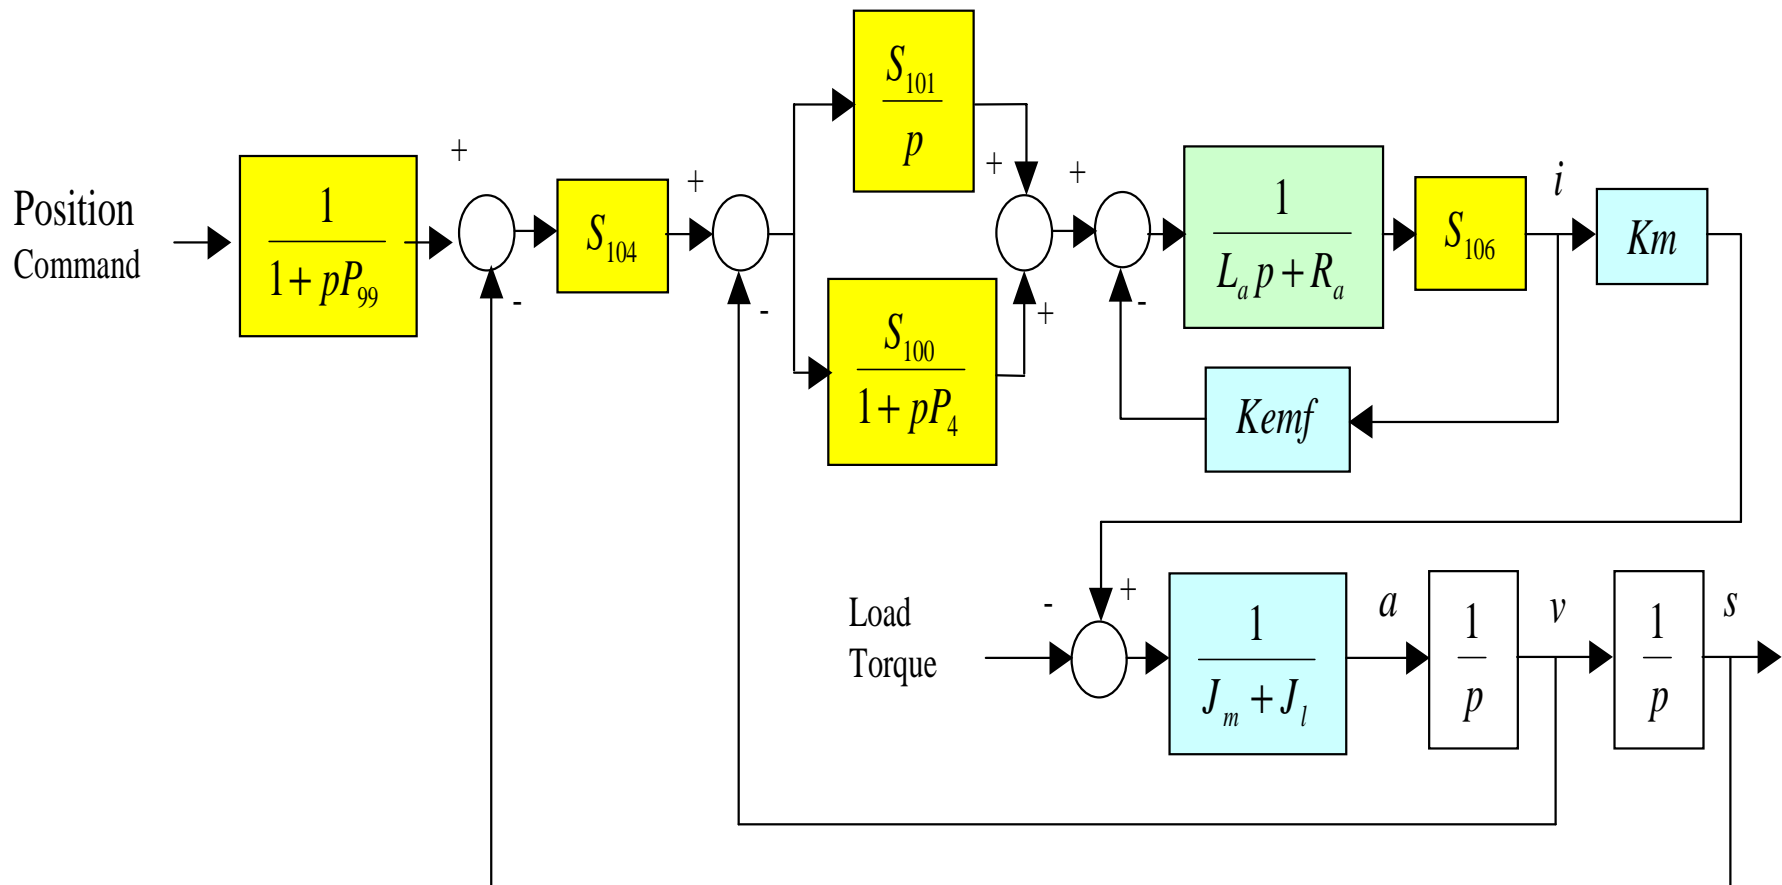 Position
Command
1
1 + pP99
+
-
S104
+
-
S101
p
S100
1 + pP4
+
+
+
-
1
Lap + Ra
S106
i
Km
Kemf
Load
Torque
-
+
1
Jm + Jl
a
1
p
v
1
p
s